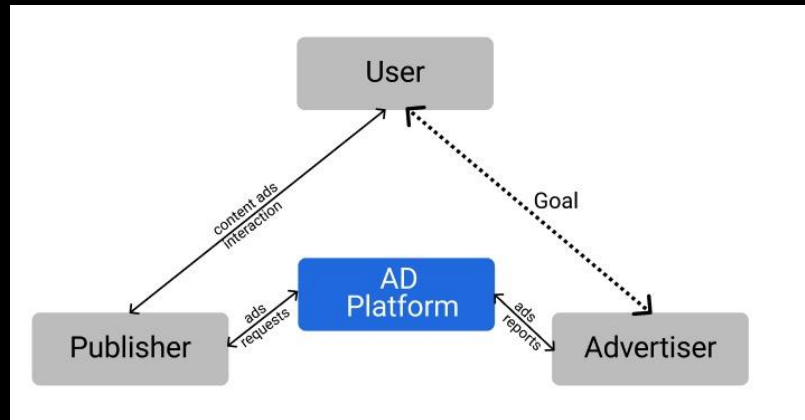 User
content ads
interaction
Goal
AD
Platform
ads
requests
ads
reports
Publisher
Advertiser